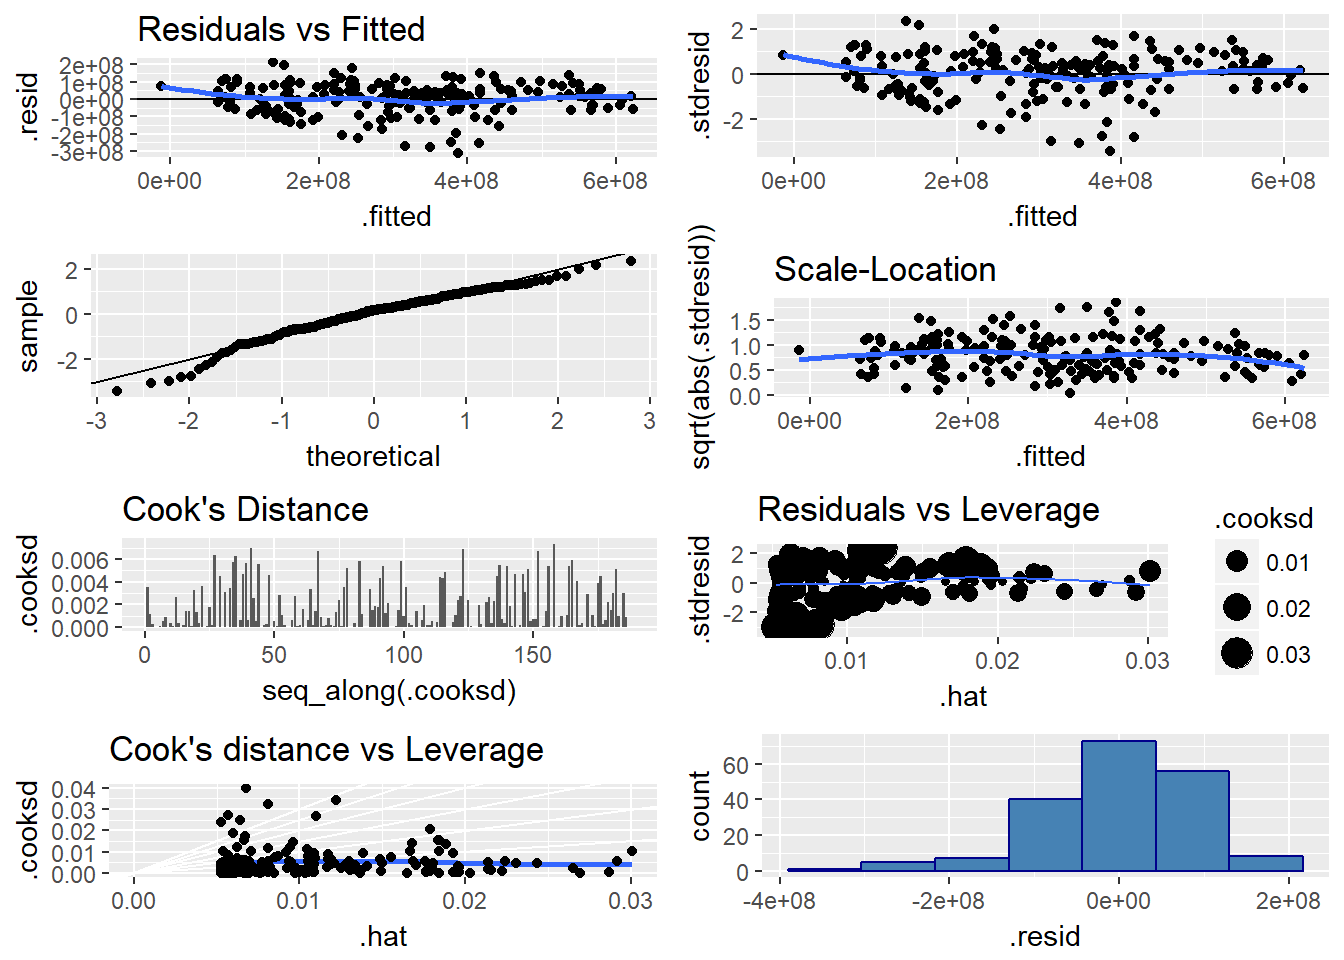 Residuals vs Fitted
.resid
2e+08
1e+08
0e+00
-1e+08
-2e+08
-3e+08
0e+00 2e+08 4e+08 6e+08
.fitted
.stdresid
2
0
-2
0e+00 2e+08 4e+08 6e+08
.fitted
sample
2
0
-2
-3 -2 -1 0 1 2 3
theoretical
Scale-Location
sqrt(abs(.stdresid))
1.5
1.0
0.5
0.0
0e+00 2e+08 4e+08 6e+08
.fitted
Cook's Distance
.cooksd
0.006
0.004
0.002
0.000
0 50 100 150
seq_along(.cooksd)
Residuals vs Leverage
.stdresid
2
0
-2
0.01 0.02 0.03
.hat
.cooksd
0.01
0.02
0.03
Cook's distance vs Leverage
.cooksd
0.04
0.03
0.02
0.01
0.00
0.00 0.01 0.02 0.03
.hat
count
60
40
20
0
-4e+08 -2e+08 0e+00 2e+08
.resid